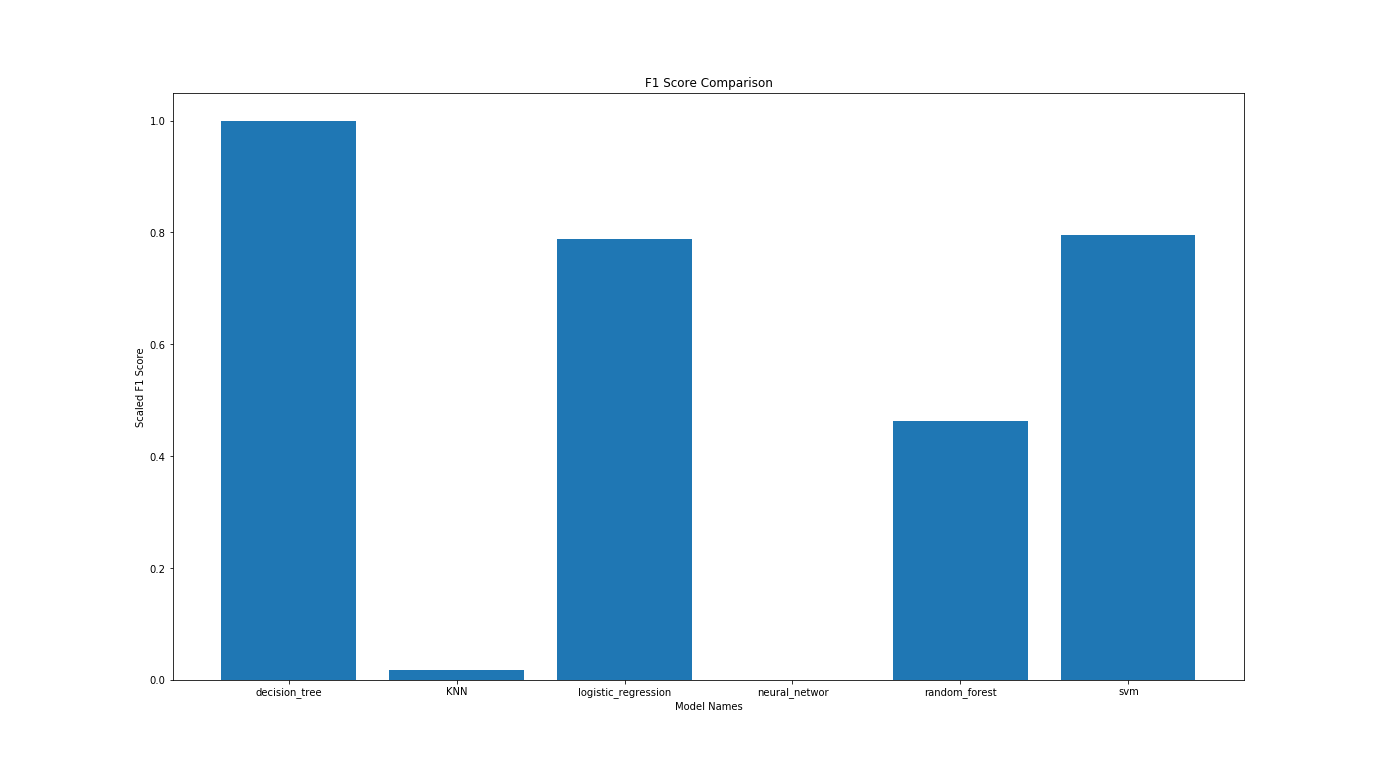 F1 Score Comparison
1.0
0.8
0.6
0.4
0.2
0.0
Scaled F1 Score
decision_tree KNN logistic_regression neural_networ random_forest svm
Model Names